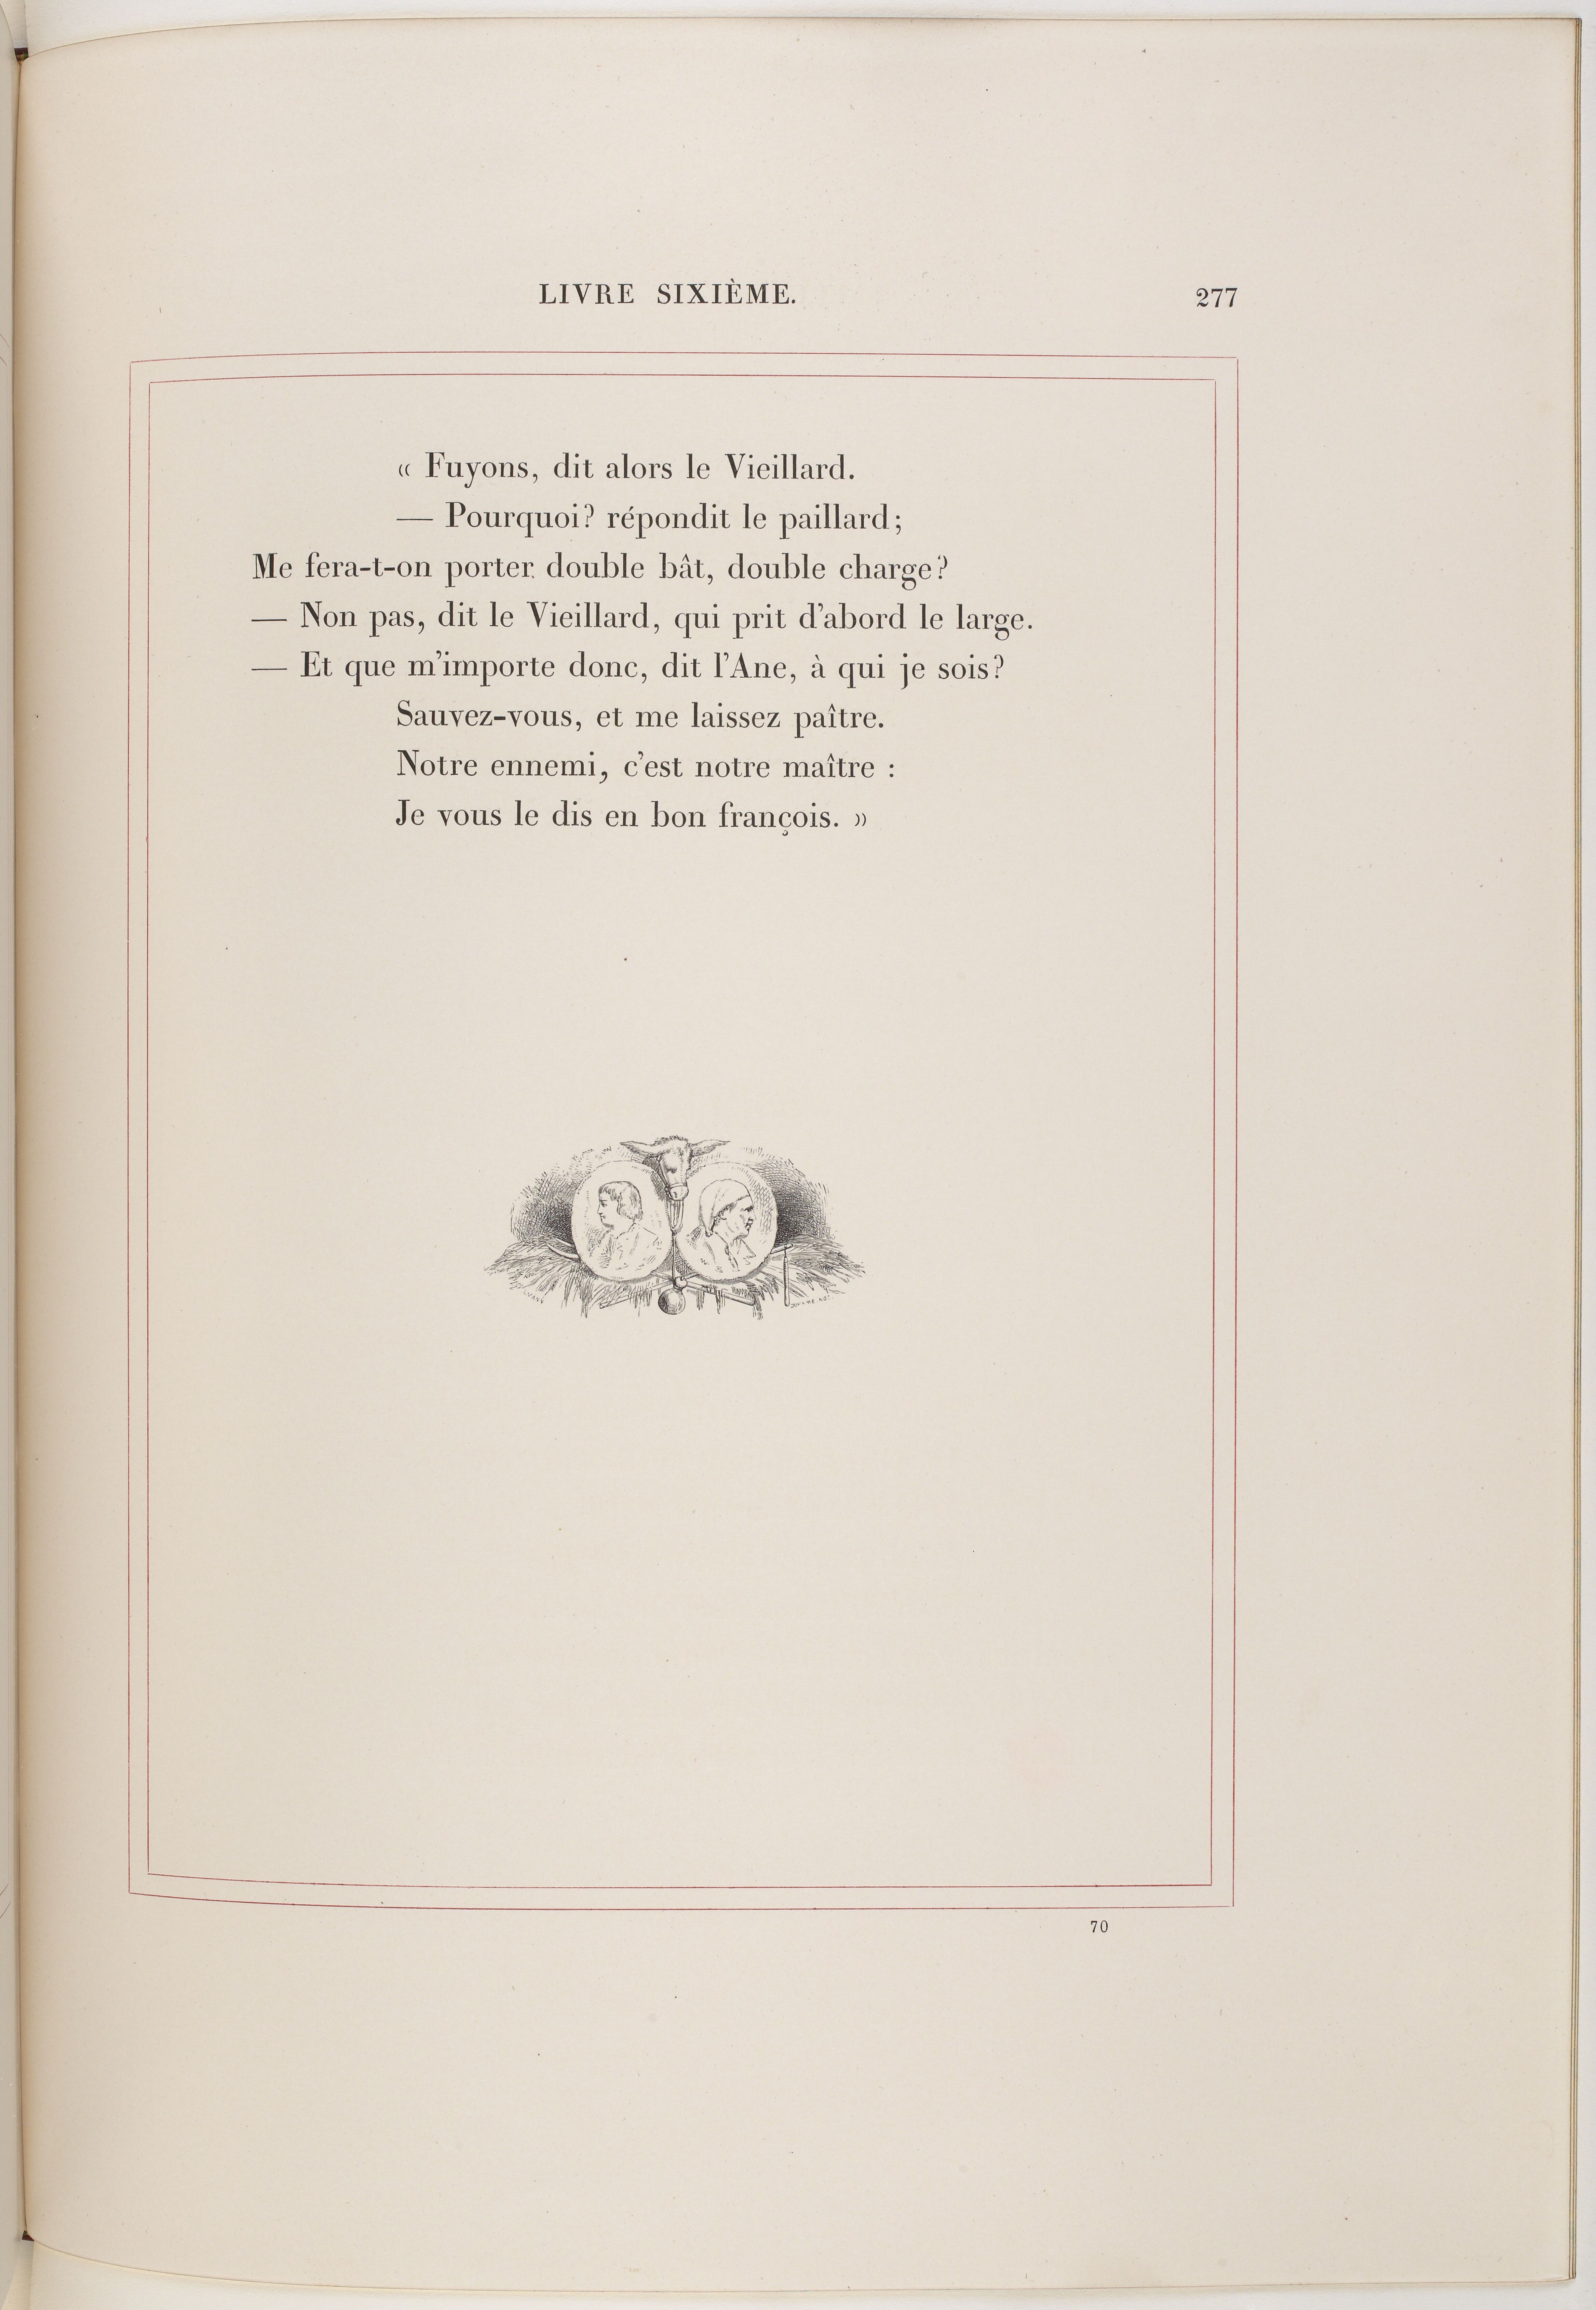 LIVRE SIXIÈME. 277
« Fuyons, dit alors le Vieillard.
— Pourquoi? répondit le paillard;
Me fera-t-on porter double bât, double charge?
— Non pas, dit le Vieillard, qui prit d'abord le large.
— Et que m'importe donc, dit l'Ane, à qui je sois?
Sauvez-vous, et me laissez paître.
Notre ennemi, c'est notre maître :
Je vous le dis en bon françois. »
70